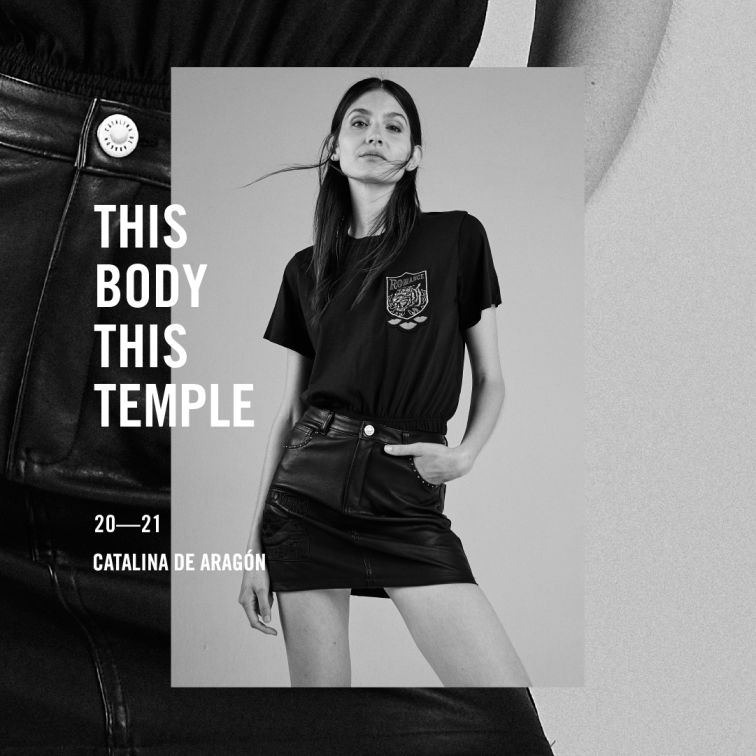 THIS
BODY
THIS
TEMPLE
20—21
CATALINA DE ARAGÓN
ROMANCE